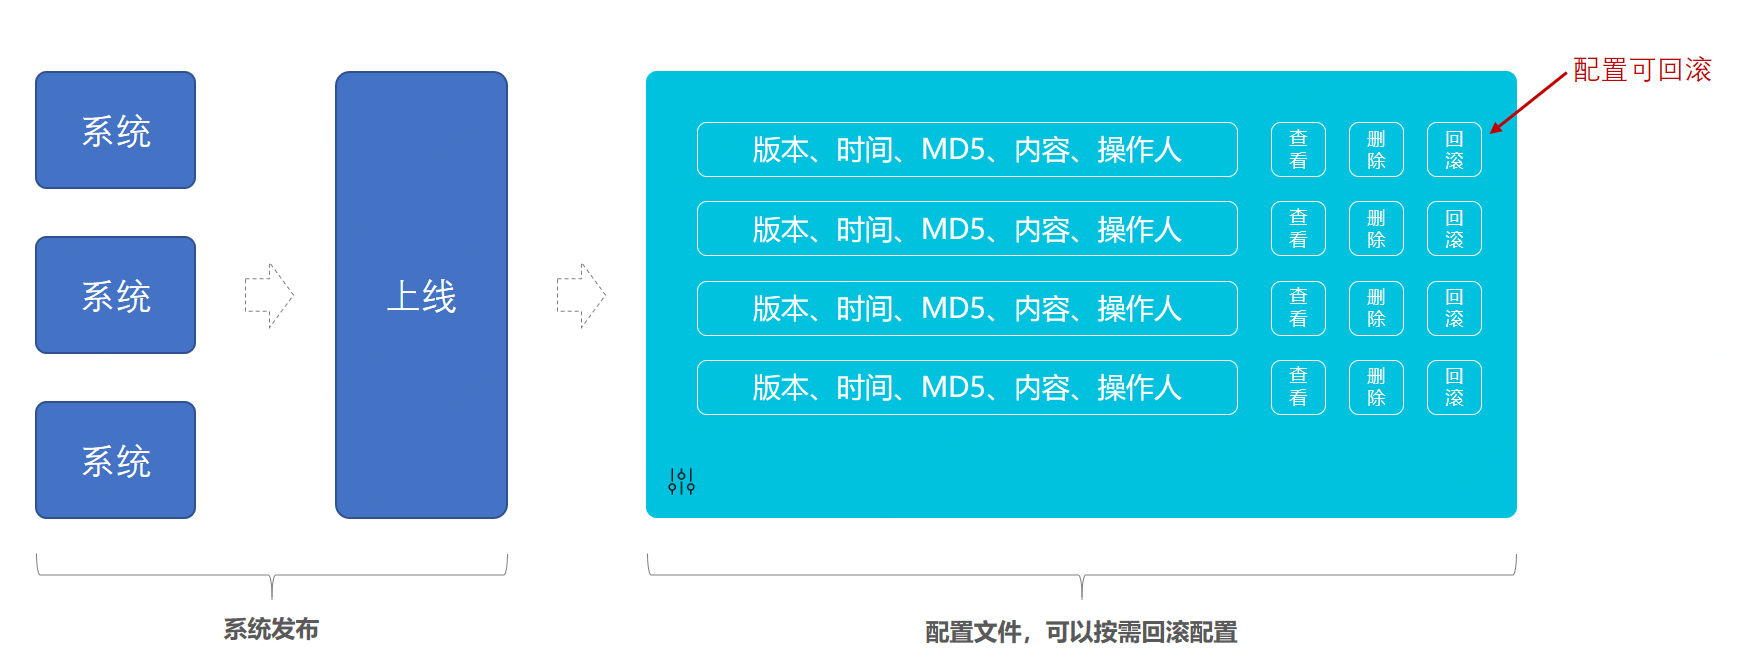 系统
系统
系统
上线
配置可回滚
版本、时间、MD5、内容、操作人
查看
删除
回滚
版本、时间、MD5、内容、操作人
查看
删除
回滚
版本、时间、MD5、内容、操作人
查看
删除
回滚
版本、时间、MD5、内容、操作人
查看
删除
回滚
系统发布
配置文件，可以按需回滚配置